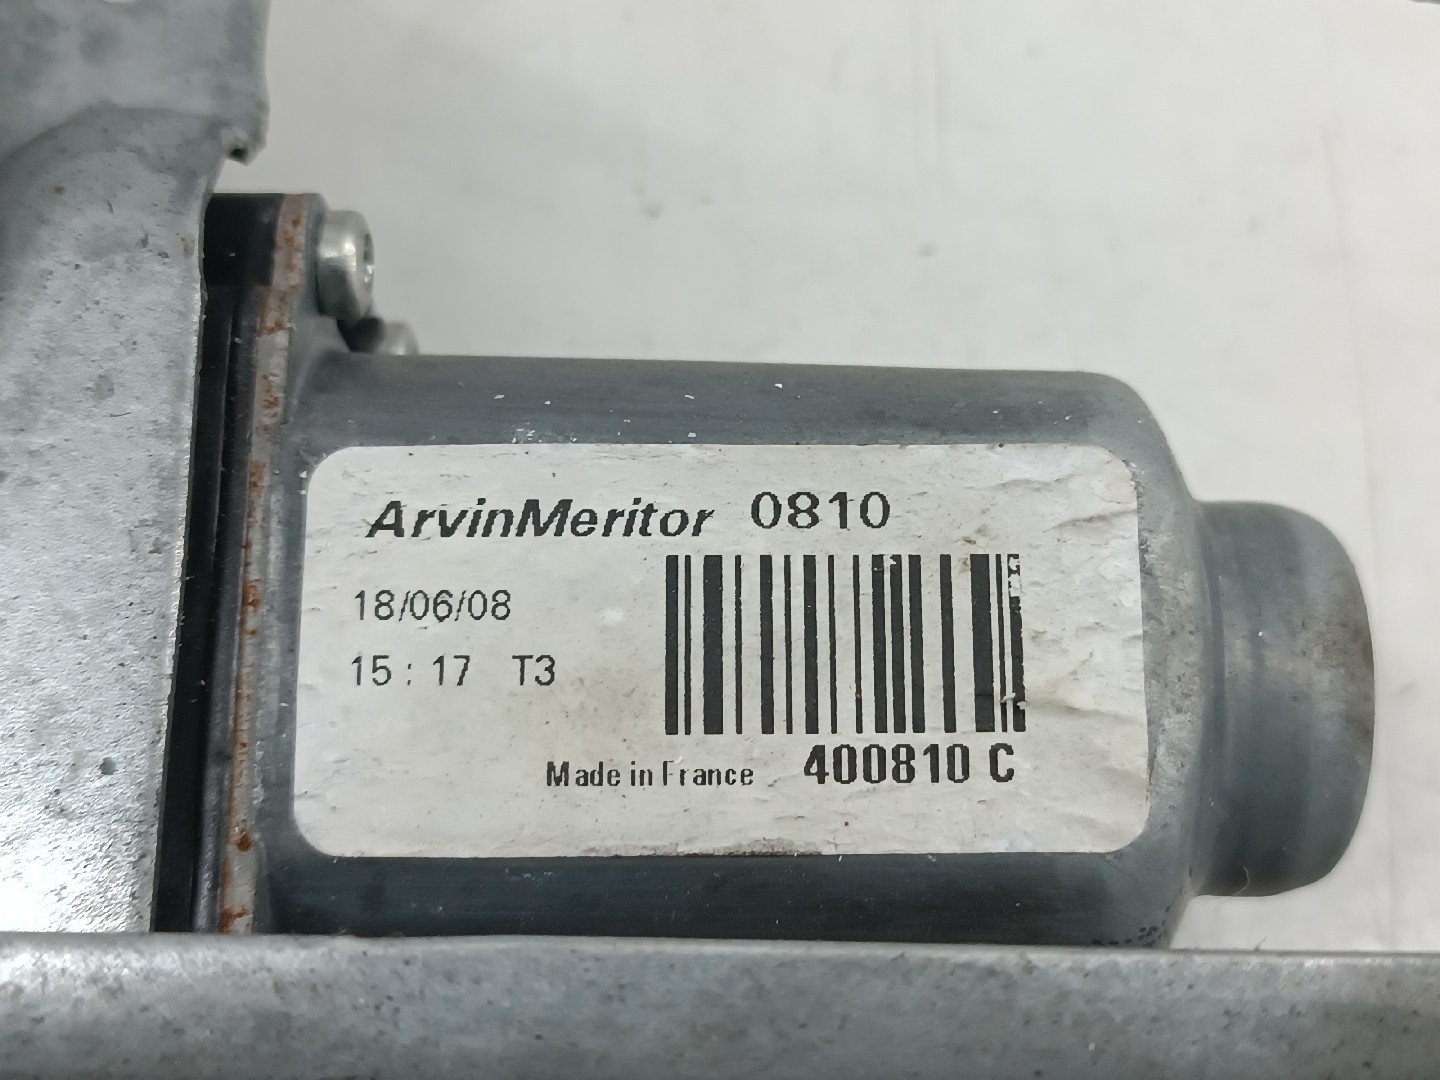 ArvinMeritor 0810
18/06/08
15 : 17 T3
Made in France 400810 C